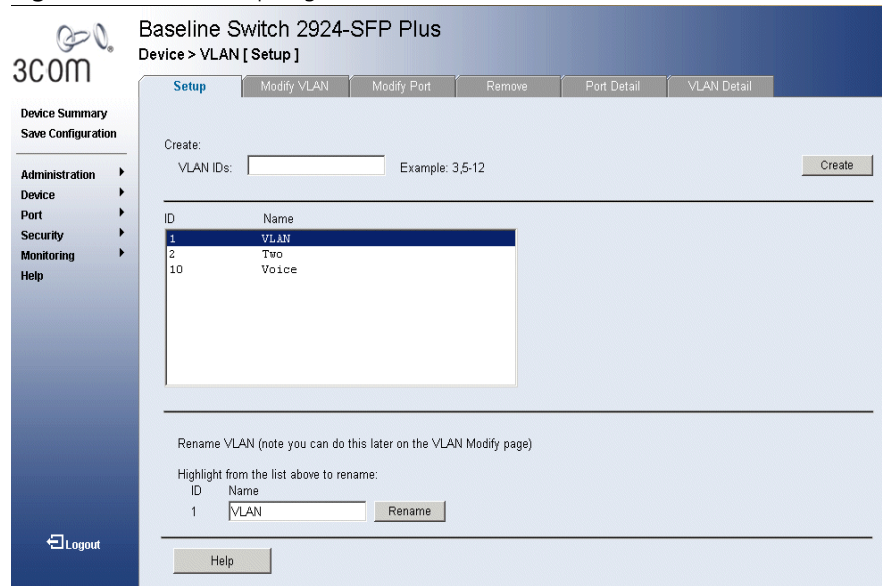 Baseline Switch 2924-SFP Plus
Device > VLAN [ Setup ]
3COM
Setup
Modify VLAN
Modify Port
Remove
Port Detail
VLAN Detail
Device Summary
Save Configuration
Administration
Device
Port
Security
Monitoring
Help
Logout
Create:
VLAN IDs: Example: 3,5-12 Create
ID Name
1 VLAN
2 Two
10 Voice
Rename VLAN (note you can do this later on the VLAN Modify page)
Highlight from the list above to rename:
ID Name
1 VLAN Rename
Help